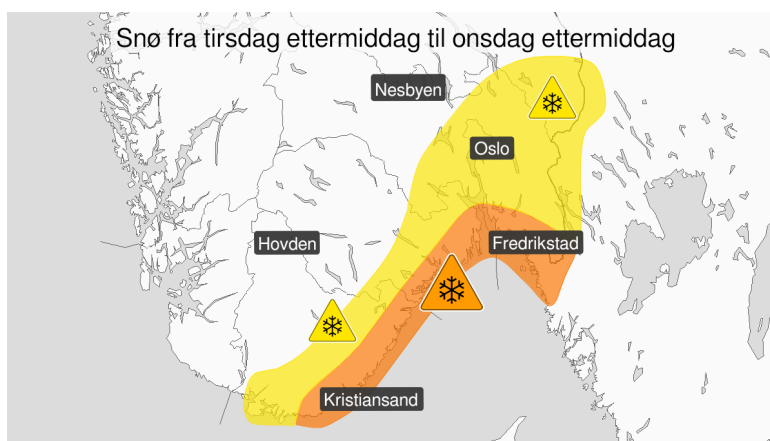 Snø fra tirsdag ettermiddag til onsdag ettermiddag
Nesbyen
Oslo
Hovden
Fredrikstad
Kristiansand